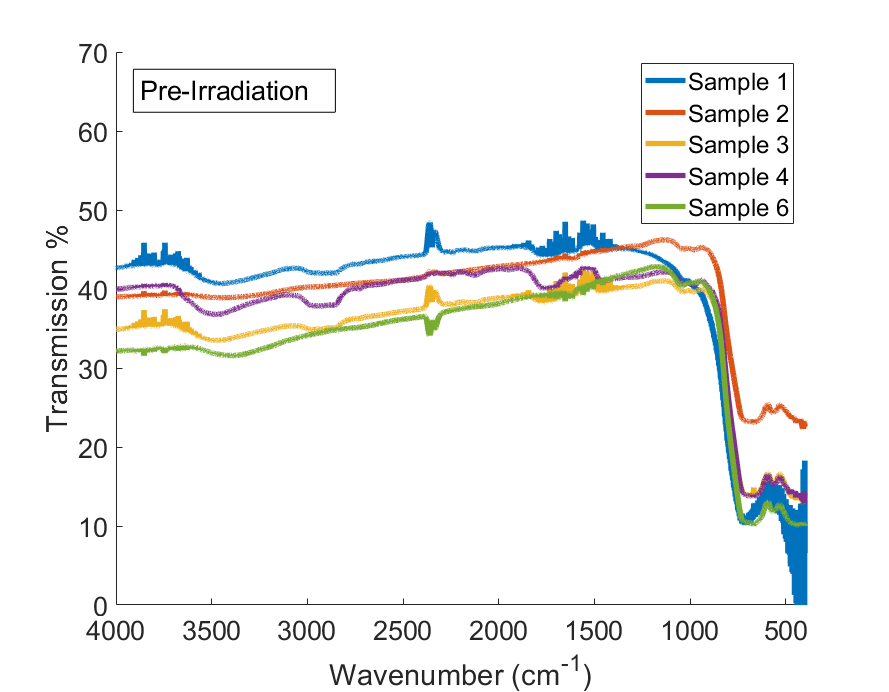 70
60
50
40
30
20
10
0
Transmission %
Pre-Irradiation
Sample 1
Sample 2
Sample 3
Sample 4
Sample 6
4000 3500 3000 2500 2000 1500 1000 500
Wavenumber (cm⁻¹)